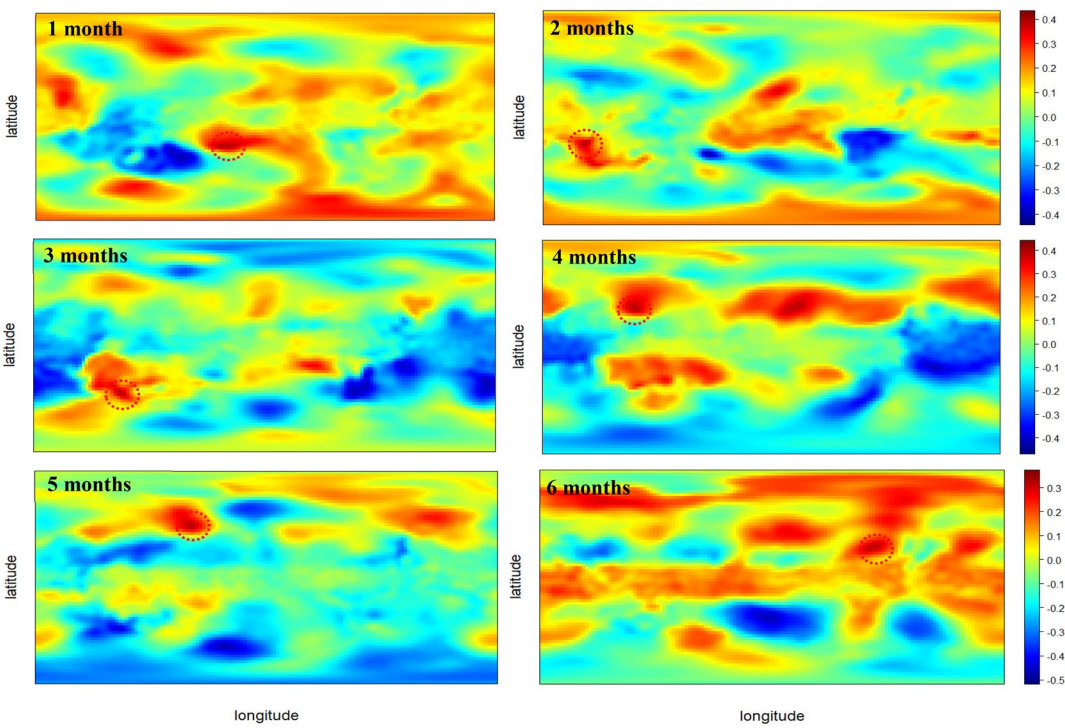 1 month
2 months
latitude
latitude
0.4
0.3
0.2
0.1
0.0
-0.1
-0.2
-0.3
-0.4
3 months
4 months
latitude
latitude
0.4
0.3
0.2
0.1
0.0
-0.1
-0.2
-0.3
-0.4
5 months
6 months
latitude
latitude
0.3
0.2
0.1
0.0
-0.1
-0.2
-0.3
-0.4
-0.5
longitude
longitude